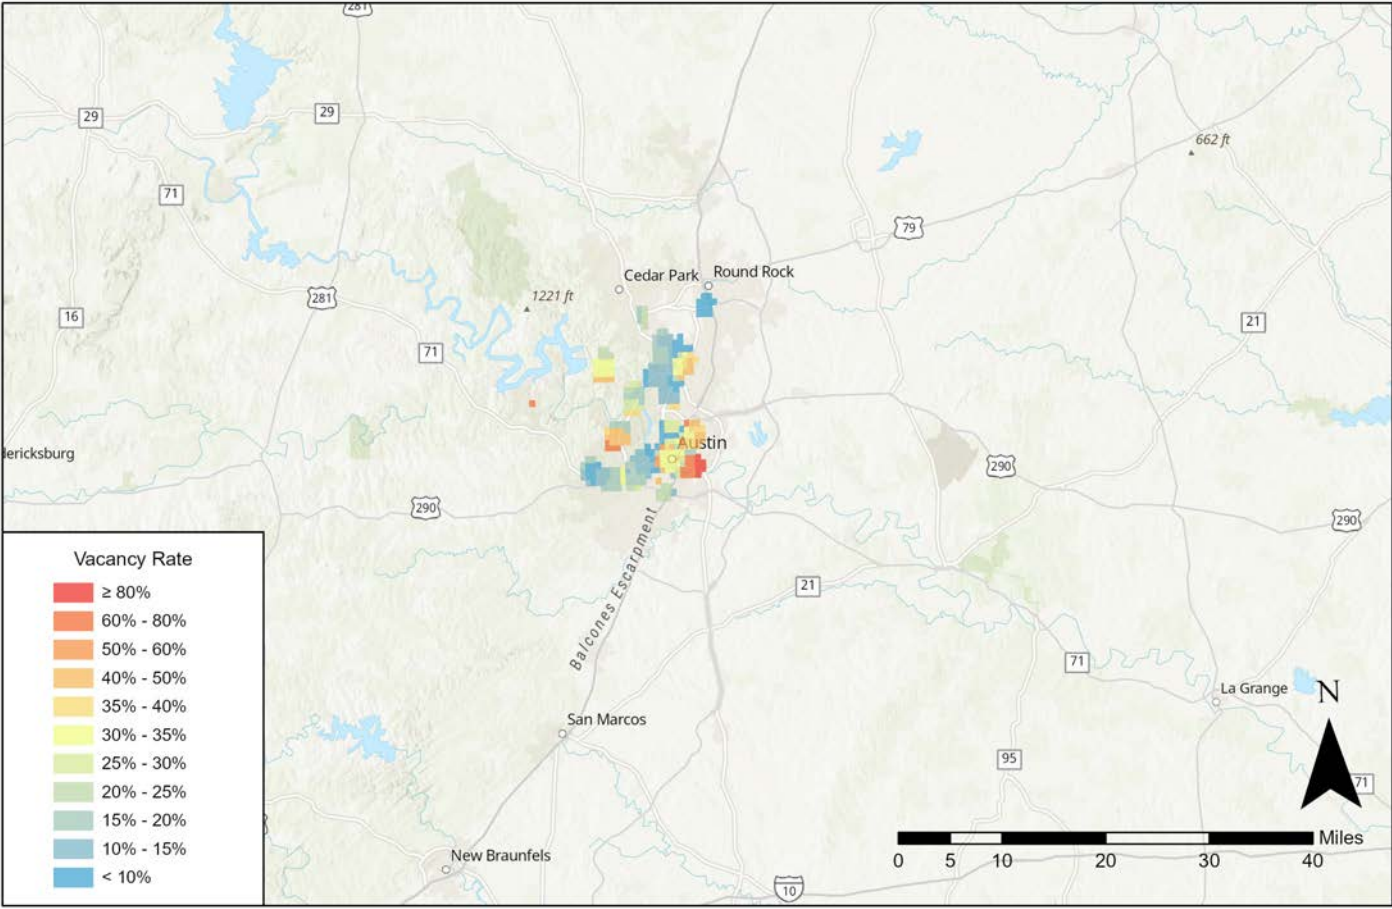 281
29
29
662 ft
71
79
Cedar Park
Round Rock
281
1221 ft
16
21
71
Austin
dericksburg
290
290
290
Balcones Escarpment
Vacancy Rate
≥ 80%
60% - 80%
50% - 60%
40% - 50%
35% - 40%
30% - 35%
25% - 30%
20% - 25%
15% - 20%
10% - 15%
< 10%
21
71
La Grange
N
San Marcos
95
71
Miles
0 5 10 20 30 40
New Braunfels
10